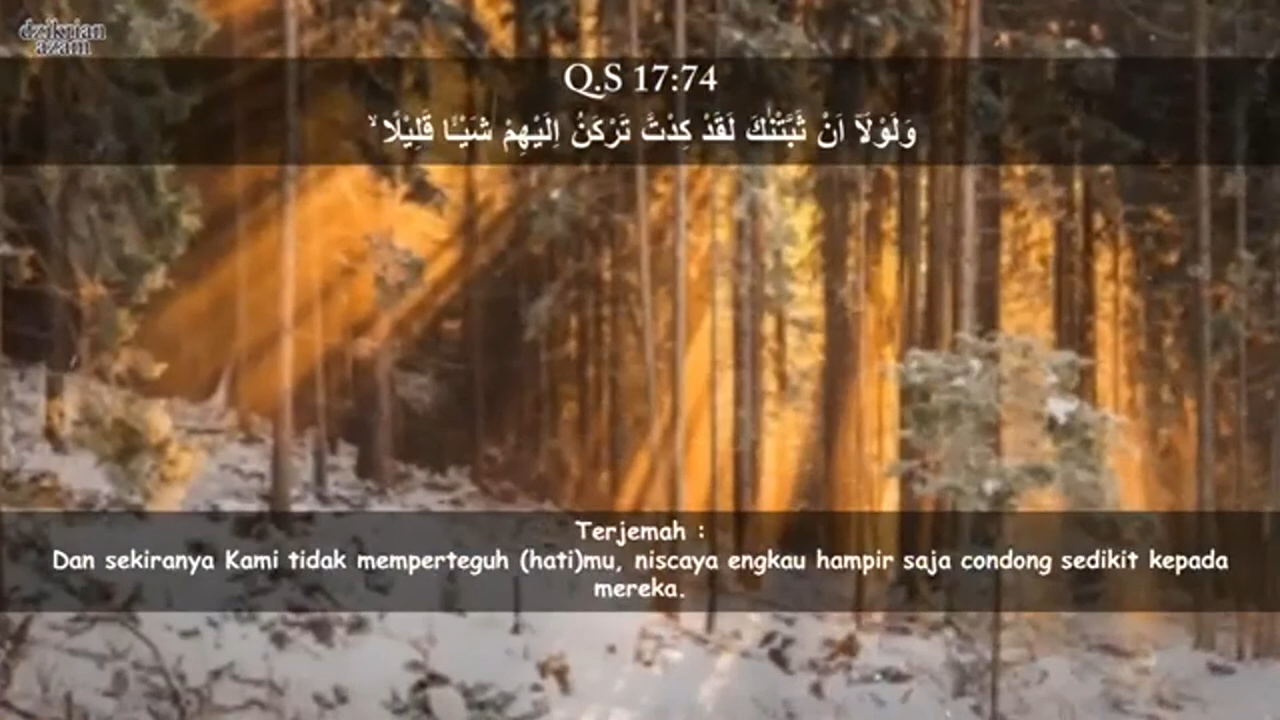 dzikrian
azam
Q.S 17:74
وَلَوْلَآ اَنْ ثَبَّتْنٰكَ لَقَدْ كِدْتَّ تَرْكَنُ اِلَيْهِمْ شَيْـًٔا قَلِيْلًا ۙ
Terjemah :
Dan sekiranya Kami tidak memperteguh (hati)mu, niscaya engkau hampir saja condong sedikit kepada
mereka.